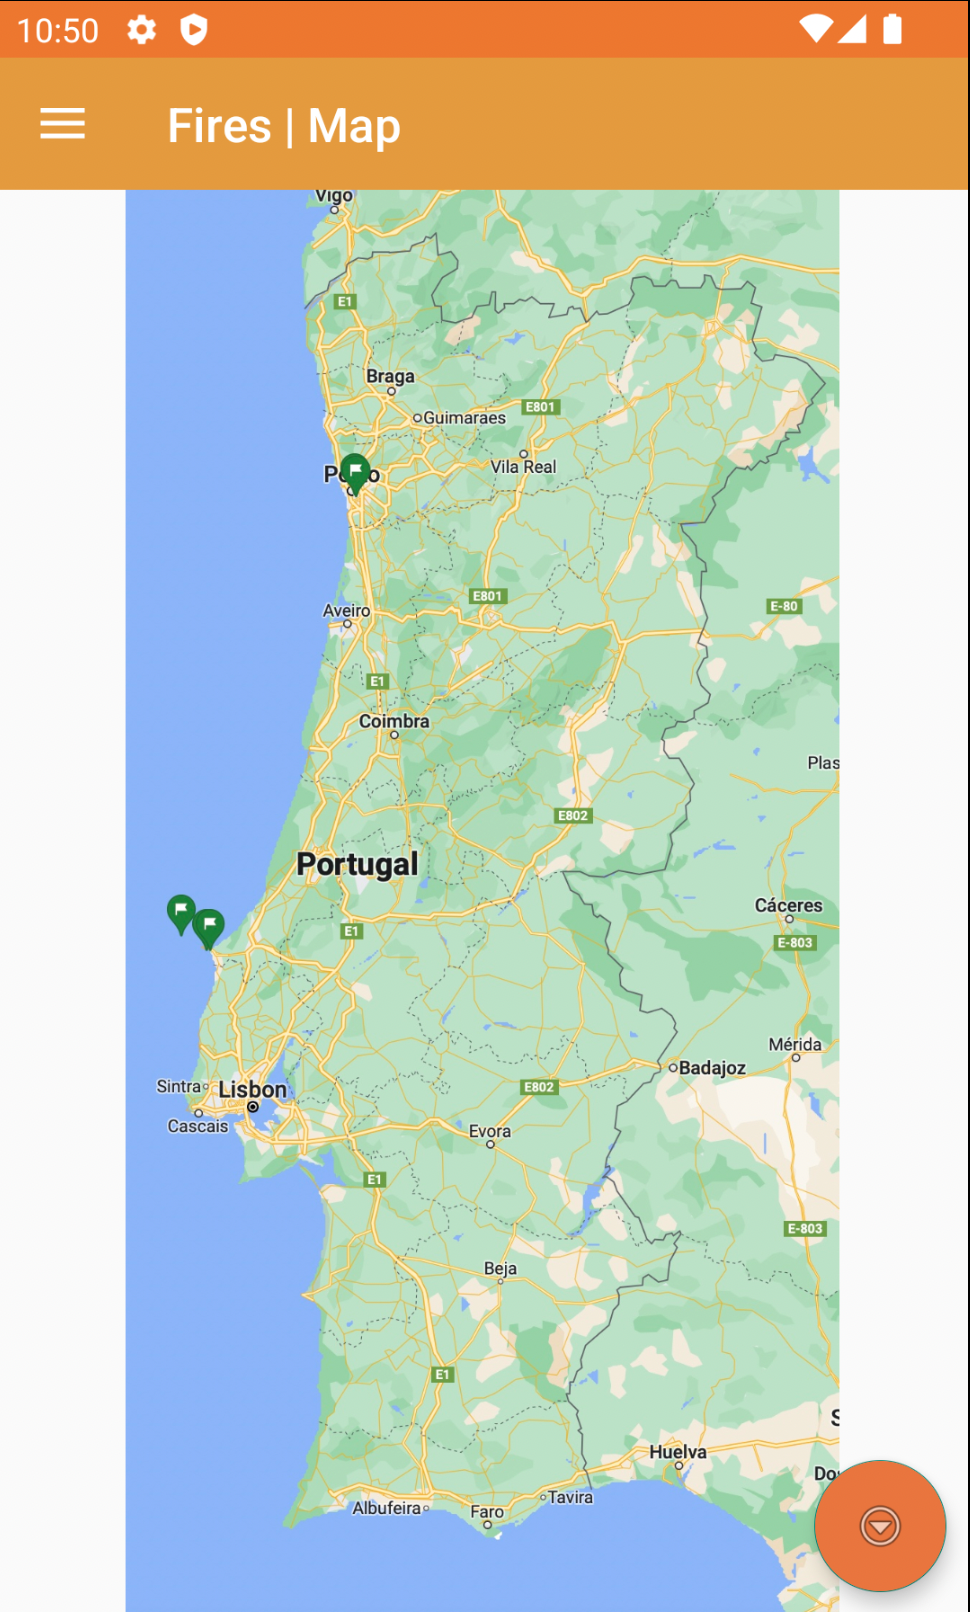 10:50
Fires | Map
Vigo
E1
Braga
Guimaraes
E801
Vila Real
Aveiro
E801
E-80
E1
Coimbra
Plas
E802
Portugal
Cáceres
E1
E-803
Mérida
Badajoz
Sintra
Lisbon
E802
Cascais
Evora
E1
E-803
Beja
E1
S
Huelva
Do
Tavira
Albufeira
Faro